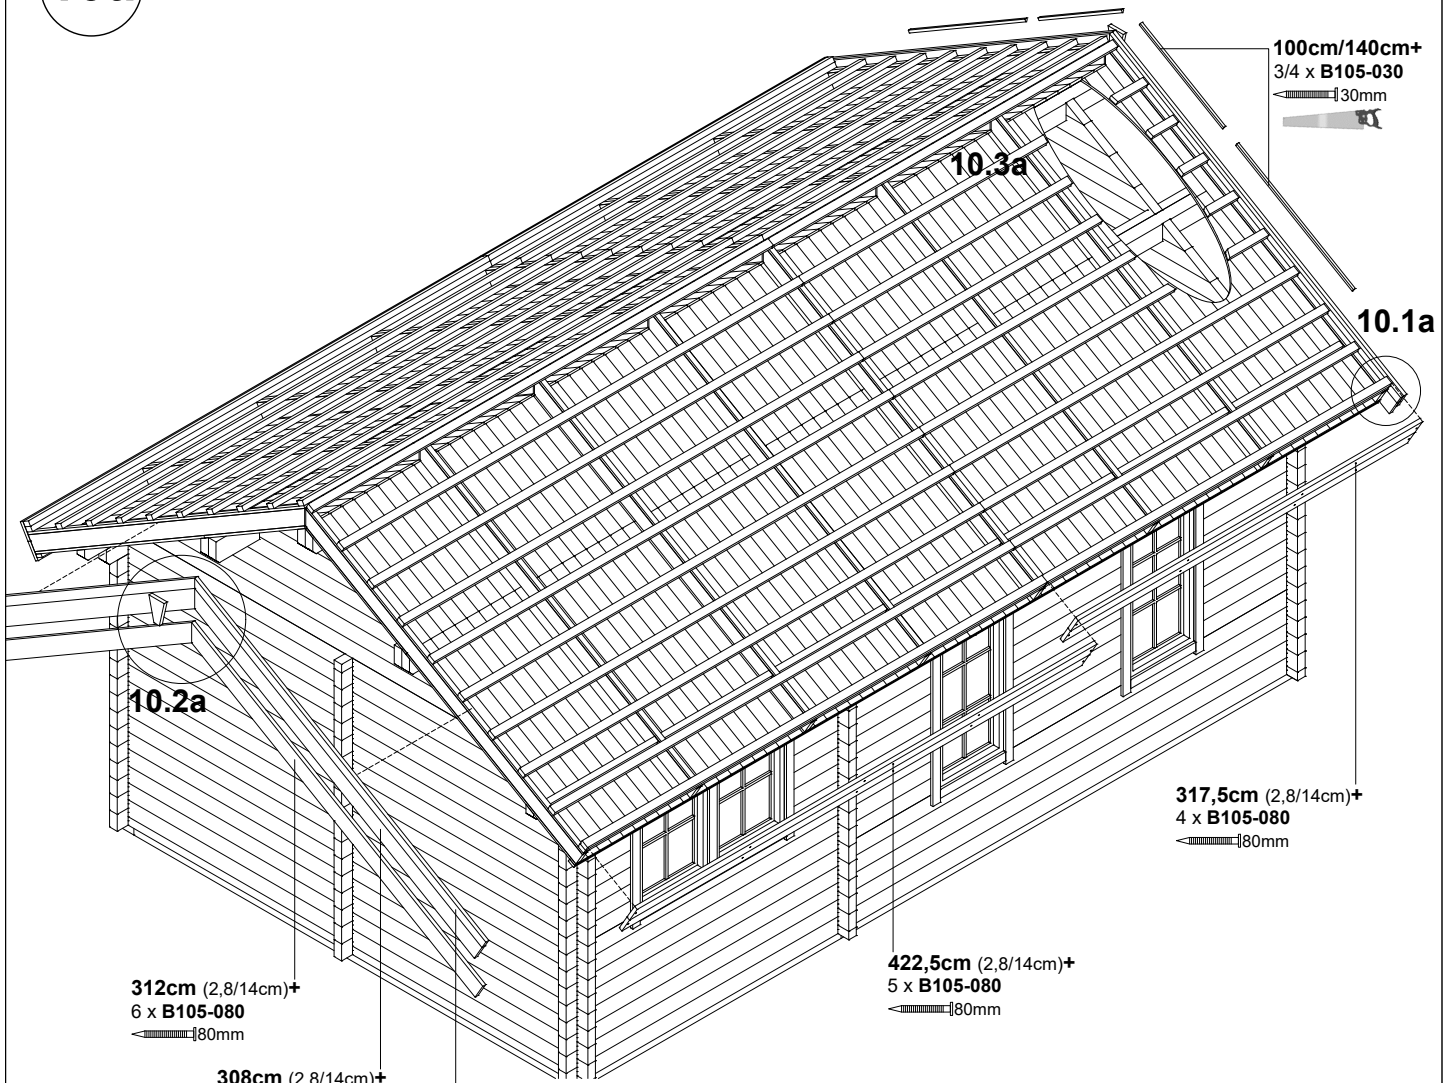 100cm/140cm+
3/4 x B105-030
30mm
10.3a
10.1a
10.2a
317,5cm (2,8/14cm)+
4 x B105-080
80mm
422,5cm (2,8/14cm)+
5 x B105-080
80mm
312cm (2,8/14cm)+
6 x B105-080
80mm
308cm (2,8/14cm)+